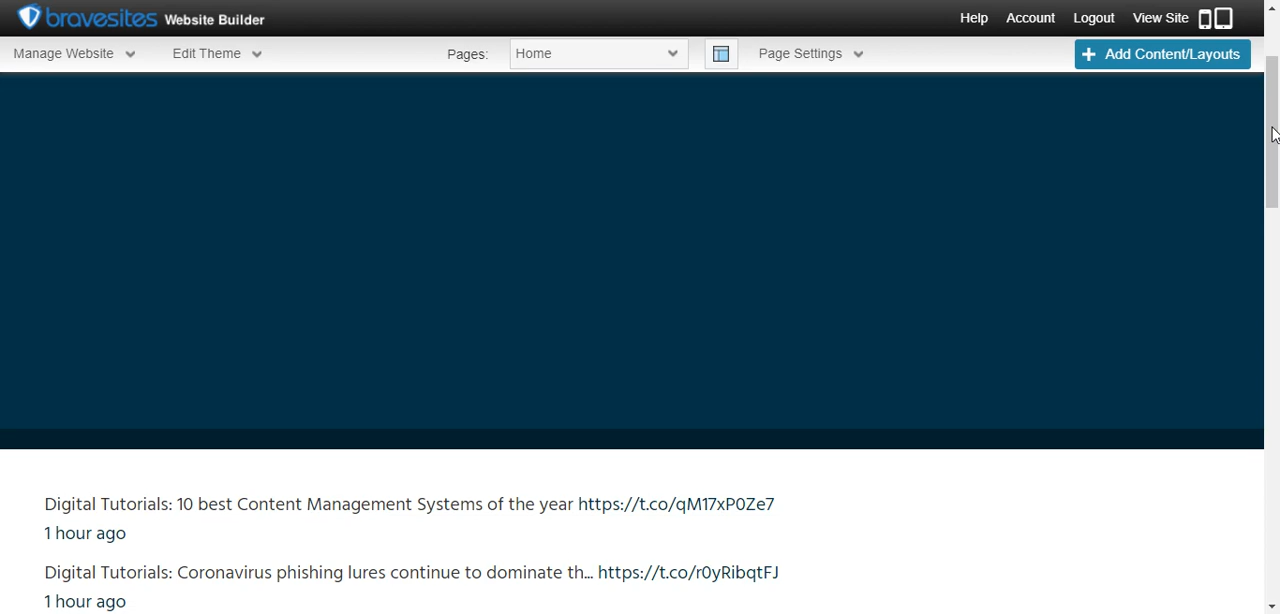 bravesites Website Builder Help Account Logout View Site
Manage Website Edit Theme Pages: Home Page Settings + Add Content/Layouts
Digital Tutorials: 10 best Content Management Systems of the year https://t.co/qM17xP0Ze7
1 hour ago
Digital Tutorials: Coronavirus phishing lures continue to dominate th... https://t.co/r0yRibqtFJ
1 hour ago